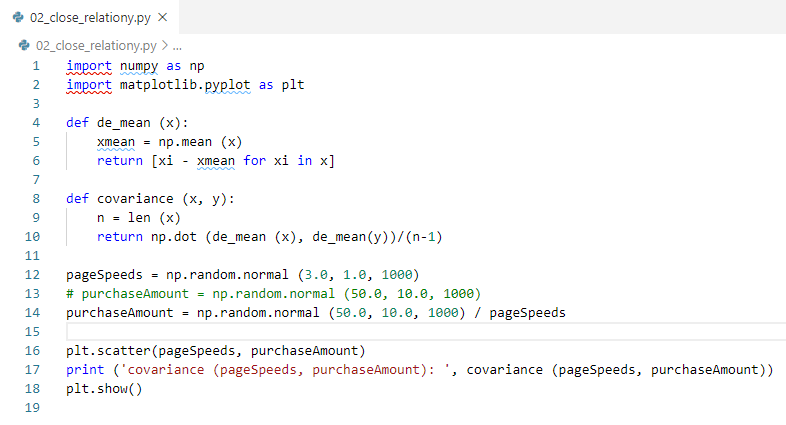 02_close_relationy.py ×
02_close_relationy.py > ...
1 import numpy as np
2 import matplotlib.pyplot as plt
3
4 def de_mean (x):
5     xmean = np.mean (x)
6     return [xi - xmean for xi in x]
7
8 def covariance (x, y):
9     n = len (x)
10     return np.dot (de_mean (x), de_mean(y))/(n-1)
11
12 pageSpeeds = np.random.normal (3.0, 1.0, 1000)
13 # purchaseAmount = np.random.normal (50.0, 10.0, 1000)
14 purchaseAmount = np.random.normal (50.0, 10.0, 1000) / pageSpeeds
15
16 plt.scatter(pageSpeeds, purchaseAmount)
17 print ('covariance (pageSpeeds, purchaseAmount): ', covariance (pageSpeeds, purchaseAmount))
18 plt.show()
19